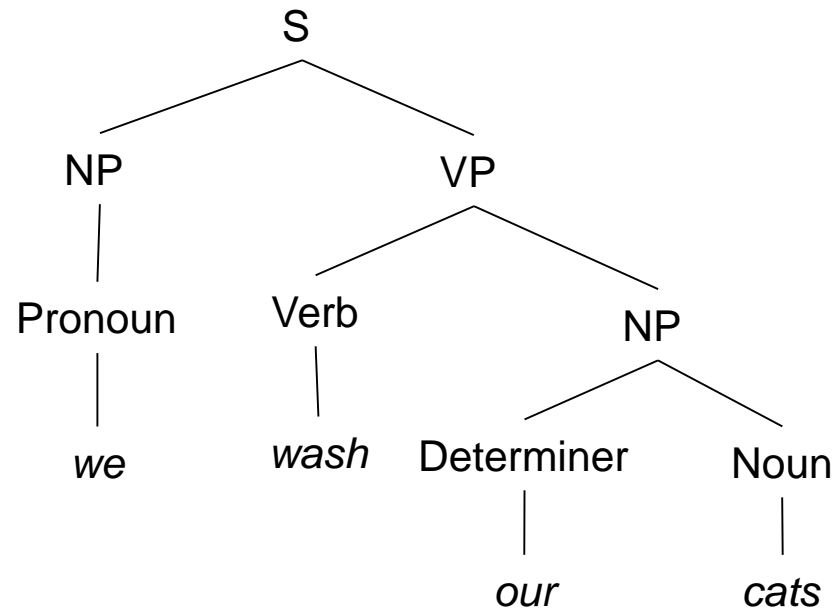 S
NP VP
Pronoun Verb NP
we wash Determiner Noun
our cats